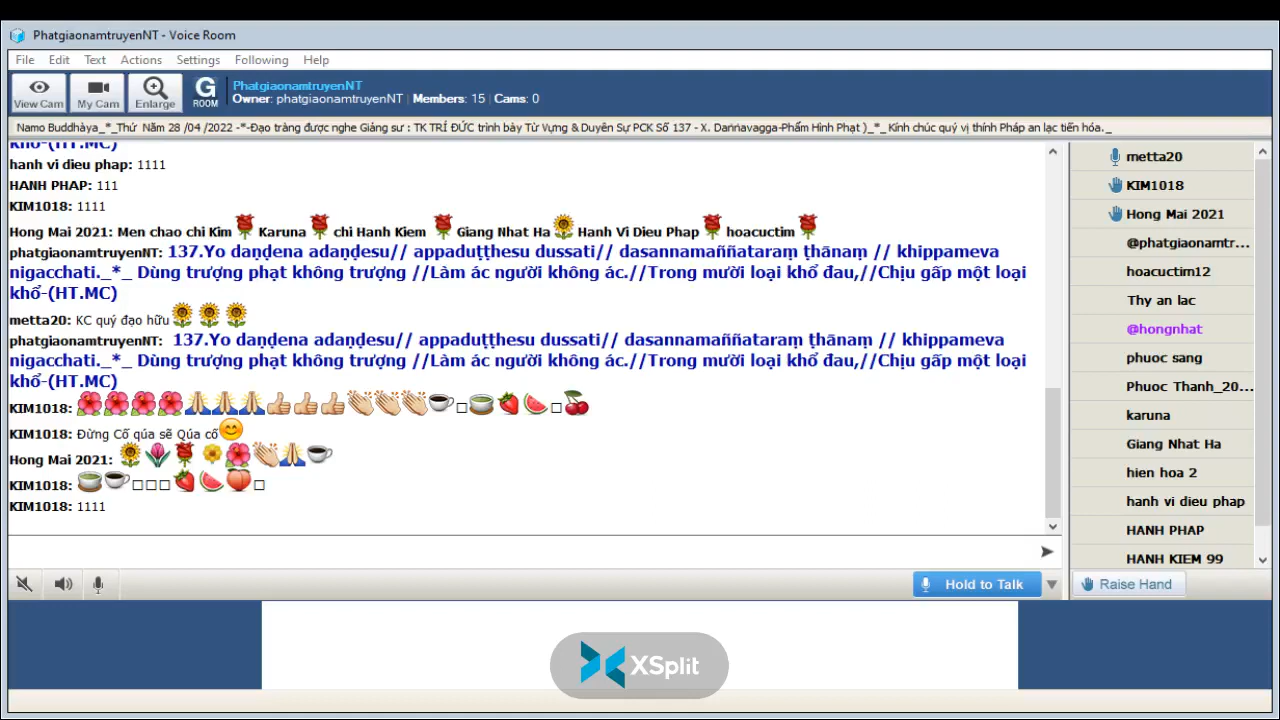 PhatgiaonamtruyenNT - Voice Room
File Edit Text Actions Settings Following Help
View Cam My Cam Enlarge G ROOM
PhatgiaonamtruyenNT
Owner: phatgiaonamtruyenNT | Members: 15 | Cams: 0
Namo Buddhàya_*_Thứ Năm 28 /04 /2022 -*-Đạo tràng được nghe Giảng sư : TK TRÍ ĐỨC trình bày Từ Vựng & Duyên Sự PCK Số 137 - X. Daṇḍavagga-Phẩm Hình Phạt )_*_ Kính chúc quý vị thính Pháp an lạc tiến hóa._
khổ-(HT.MC)
hanh vi dieu phap: 1111
HANH PHAP: 111
KIM1018: 1111
Hong Mai 2021: Men chao chi Kim Karuna chi Hanh Kiem Giang Nhat Ha Hanh Vi Dieu Phap hoacuctim
phatgiaonamtruyenNT: 137.Yo daṇḍena adaṇḍesu// appaduṭṭhesu dussati// dasannamaññataraṃ ṭhānaṃ // khippameva
nigacchati._*_ Dùng trượng phạt không trượng //Làm ác người không ác.//Trong mười loại khổ đau,//Chịu gấp một loại
khổ-(HT.MC)
metta20: KC quý đạo hữu
phatgiaonamtruyenNT: 137.Yo daṇḍena adaṇḍesu// appaduṭṭhesu dussati// dasannamaññataraṃ ṭhānaṃ // khippameva
nigacchati._*_ Dùng trượng phạt không trượng //Làm ác người không ác.//Trong mười loại khổ đau,//Chịu gấp một loại
khổ-(HT.MC)
KIM1018:
KIM1018: Đừng Cố qúa sẽ Qúa cố
Hong Mai 2021:
KIM1018:
KIM1018: 1111
metta20
KIM1018
Hong Mai 2021
@phatgiaonamtr...
hoacuctim12
Thy an lac
@hongnhat
phuoc sang
Phuoc Thanh_20...
karuna
Giang Nhat Ha
hien hoa 2
hanh vi dieu phap
HANH PHAP
HANH KIEM 99
Hold to Talk
Raise Hand
XSplit